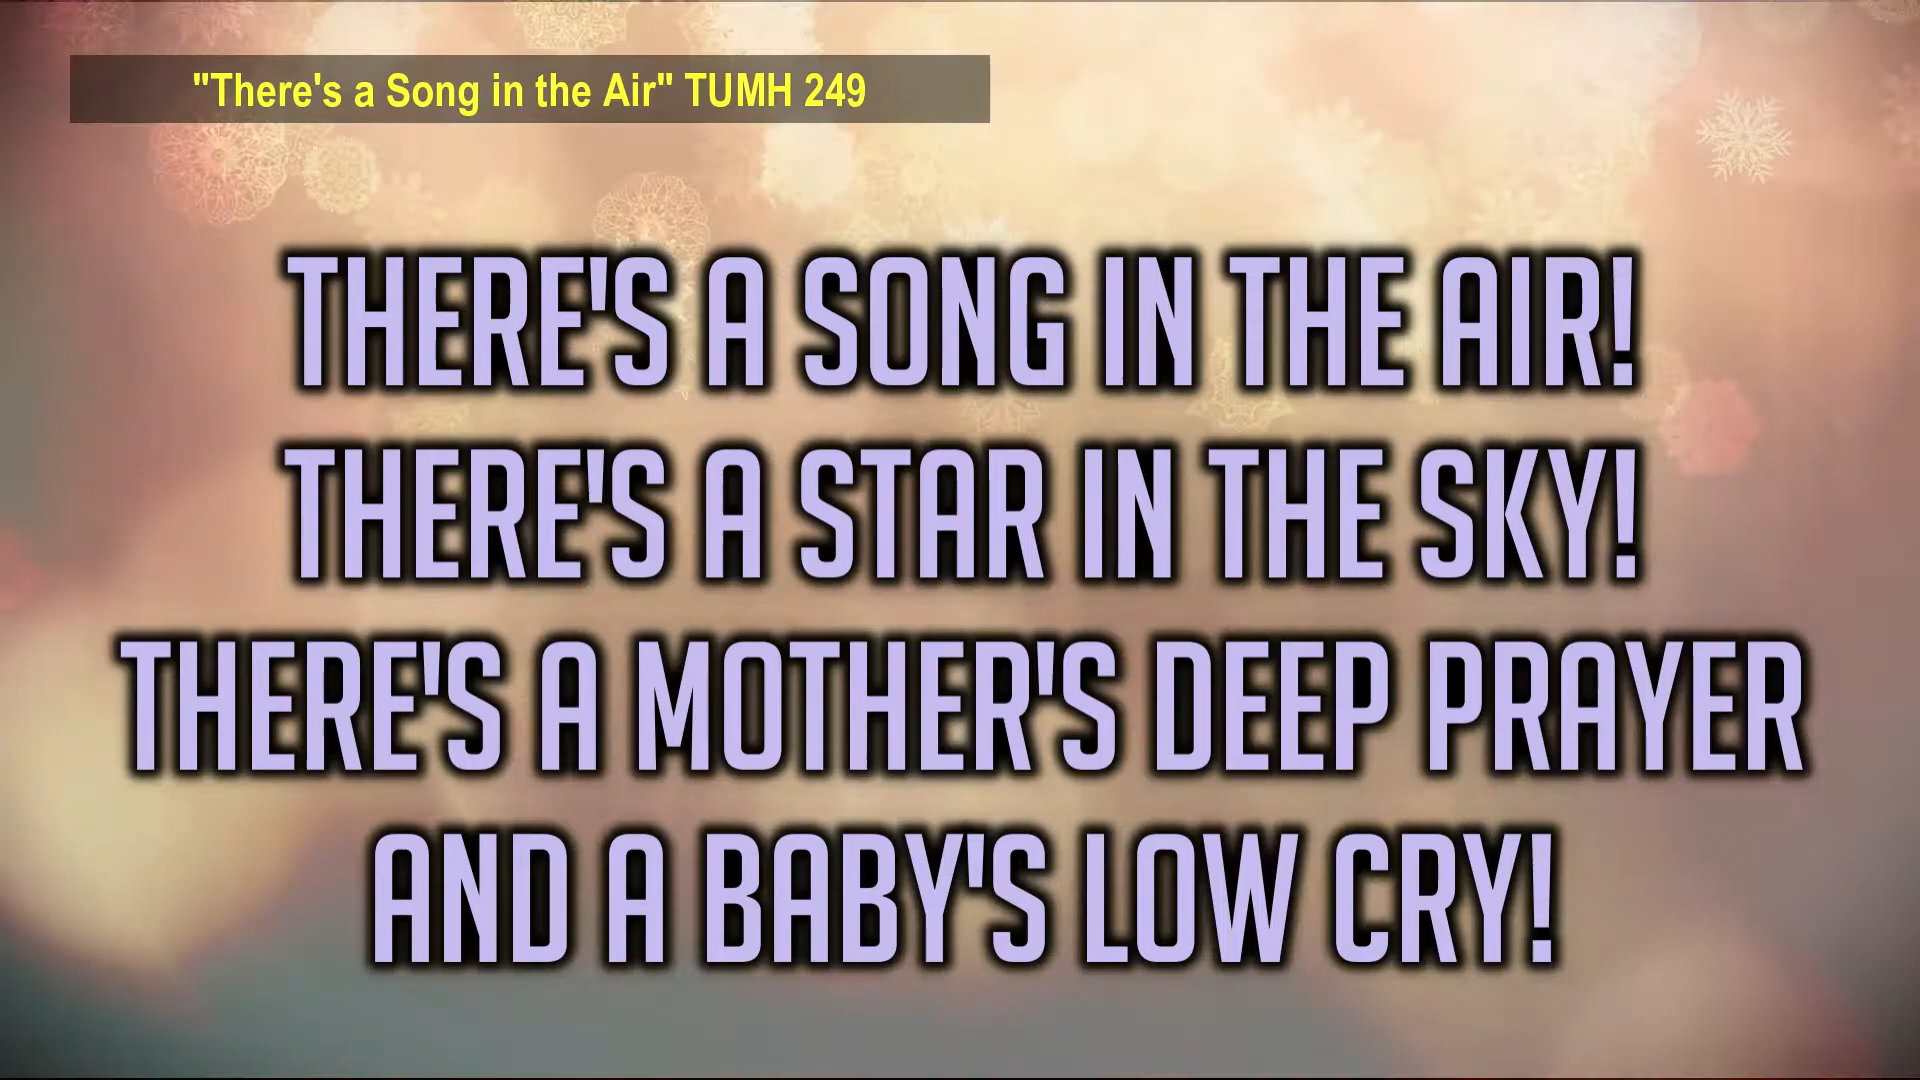 "There's a Song in the Air" TUMH 249
THERE'S A SONG IN THE AIR!
THERE'S A STAR IN THE SKY!
THERE'S A MOTHER'S DEEP PRAYER
AND A BABY'S LOW CRY!